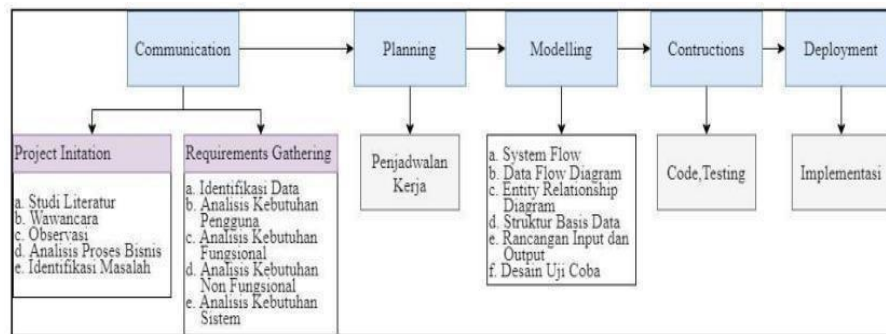 Communication
Planning
Modelling
Contructions
Deployment
Project Initation
a. Studi Literatur
b. Wawancara
c. Observasi
d. Analisis Proses Bisnis
e. Identifikasi Masalah
Requirements Gathering
a. Identifikasi Data
b. Analisis Kebutuhan
Pengguna
c. Analisis Kebutuhan
Fungsional
d. Analisis Kebutuhan
Non Fungsional
e. Analisis Kebutuhan
Sistem
Penjadwalan
Kerja
a. System Flow
b. Data Flow Diagram
c. Entity Relationship
Diagram
d. Struktur Basis Data
e. Rancangan Input dan
Output
f. Desain Uji Coba
Code,Testing
Implementasi